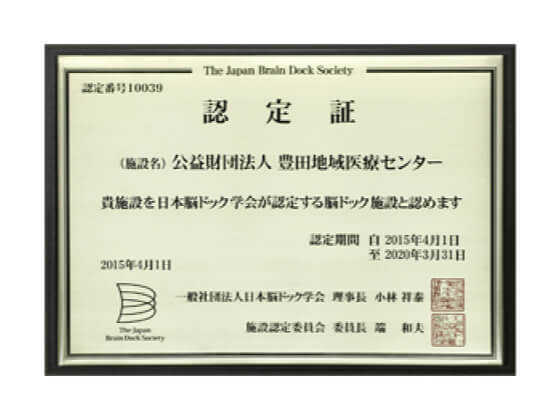 The Japan Brain Dock Society
認定番号10039
認定証
(施設名) 公益財団法人 豊田地域医療センター
貴施設を日本脳ドック学会が認定する脳ドック施設と認めます
認定期間 自 2015年4月1日
至 2020年3月31日
2015年4月1日
一般社団法人日本脳ドック学会 理事長 小林 祥泰
施設認定委員会 委員長 端 和夫
The Japan
Brain Dock Society